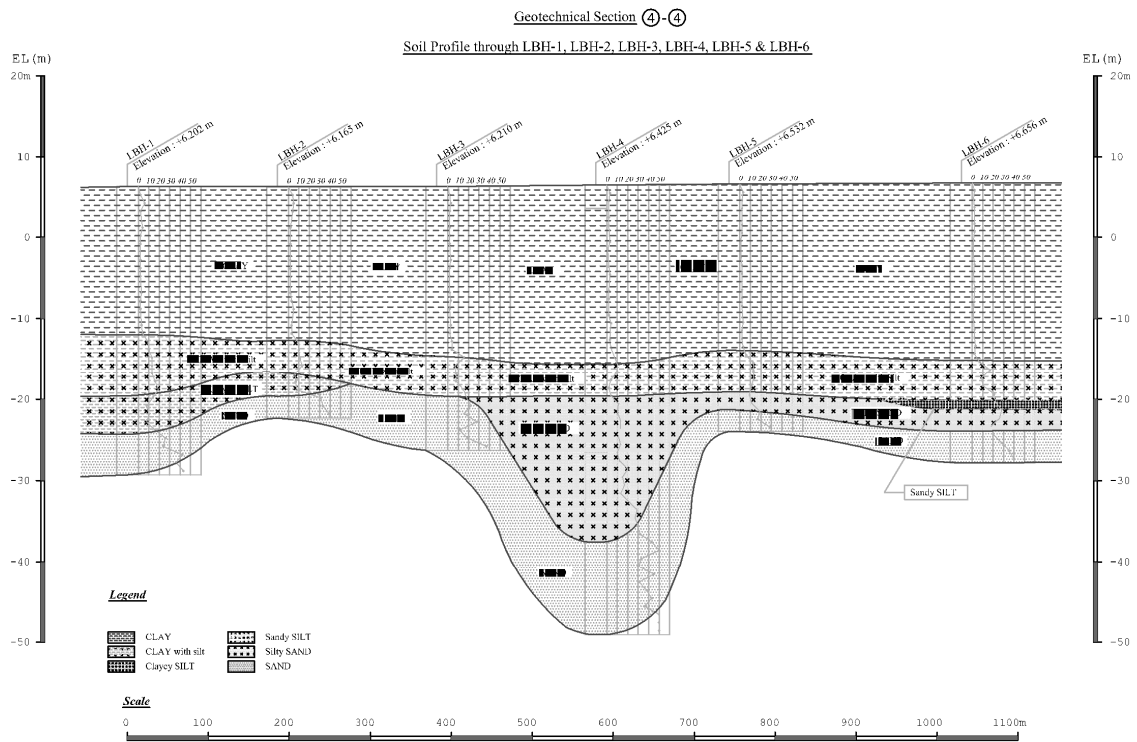 Geotechnical Section 4-4
Soil Profile through LBH-1, LBH-2, LBH-3, LBH-4, LBH-5 & LBH-6
EL(m) EL(m)
20m 20m
LBH-1
Elevation : +6.202 m
LBH-2
Elevation : +6.165 m
LBH-3
Elevation : +6.210 m
LBH-4
Elevation : +6.425 m
LBH-5
Elevation : +6.532 m
LBH-6
Elevation : +6.656 m
10 10
0 10 20 30 40 50 0 10 20 30 40 50 0 10 20 30 40 50 0 10 20 30 40 50 0 10 20 30 40 50 0 10 20 30 40 50
0 0
-10 -10
-20 -20
-30 -30
Sandy SILT
-40 -40
-50 -50
Legend
CLAY Sandy SILT
CLAY with silt Silty SAND
Clayey SILT SAND
Scale
0 100 200 300 400 500 600 700 800 900 1000 1100m